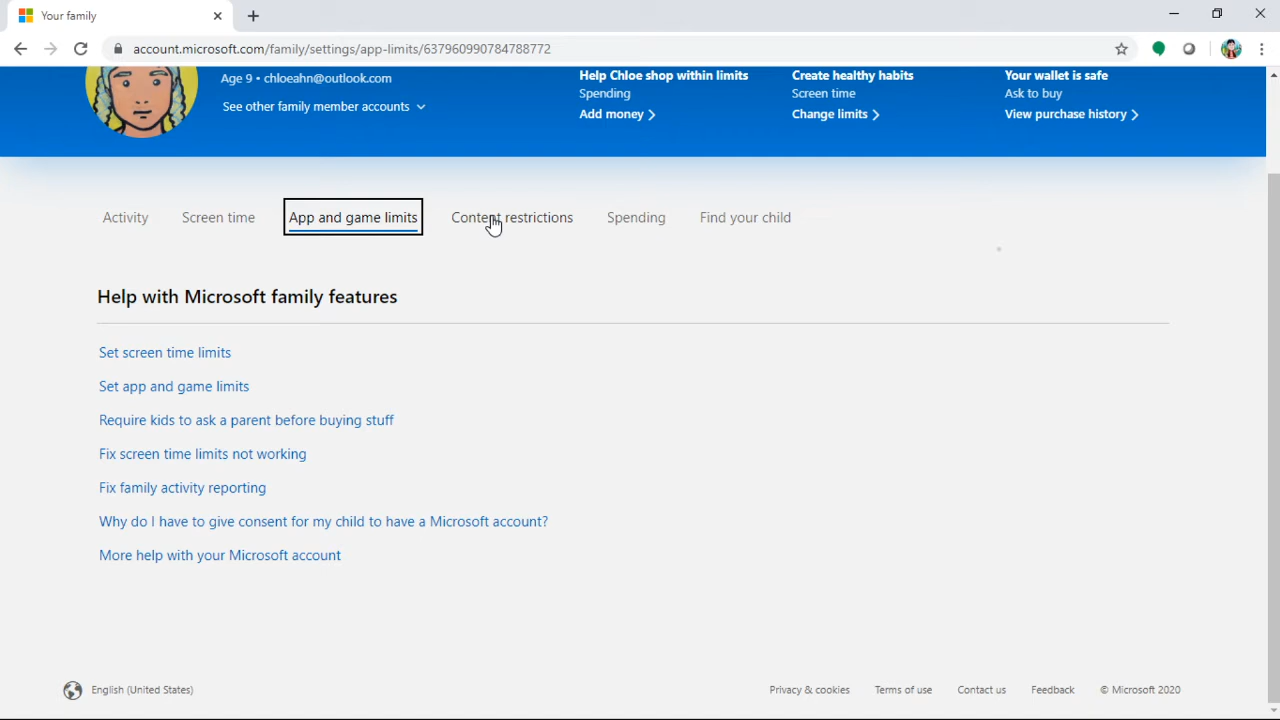 Your family
account.microsoft.com/family/settings/app-limits/637960990784788772
Age 9 • chloeahn@outlook.com
See other family member accounts
Help Chloe shop within limits
Spending
Add money
Create healthy habits
Screen time
Change limits
Your wallet is safe
Ask to buy
View purchase history
Activity
Screen time
App and game limits
Content restrictions
Spending
Find your child
Help with Microsoft family features
Set screen time limits
Set app and game limits
Require kids to ask a parent before buying stuff
Fix screen time limits not working
Fix family activity reporting
Why do I have to give consent for my child to have a Microsoft account?
More help with your Microsoft account
English (United States)
Privacy & cookies
Terms of use
Contact us
Feedback
© Microsoft 2020